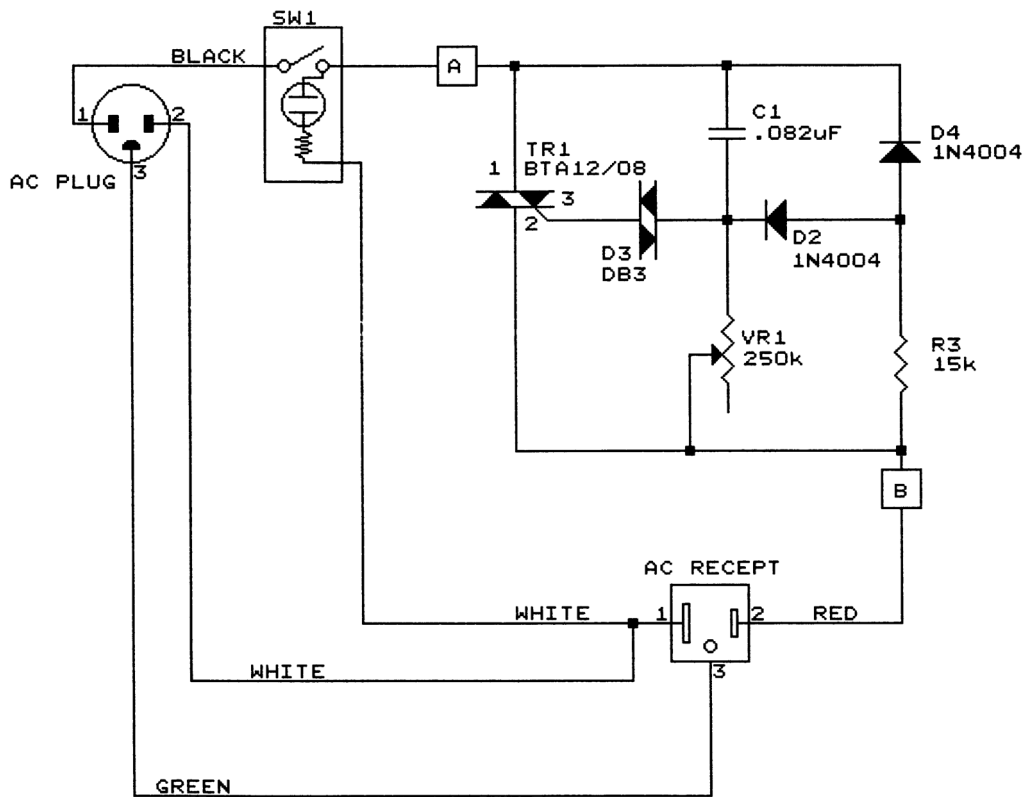 SW1
BLACK
A
1
2
3
AC PLUG
C1
.082uF
D4
1N4004
TR1
1
BTA12/08
3
2
D3
DB3
D2
1N4004
VR1
250k
R3
15k
B
AC RECEPT
WHITE
1
2
RED
3
WHITE
GREEN